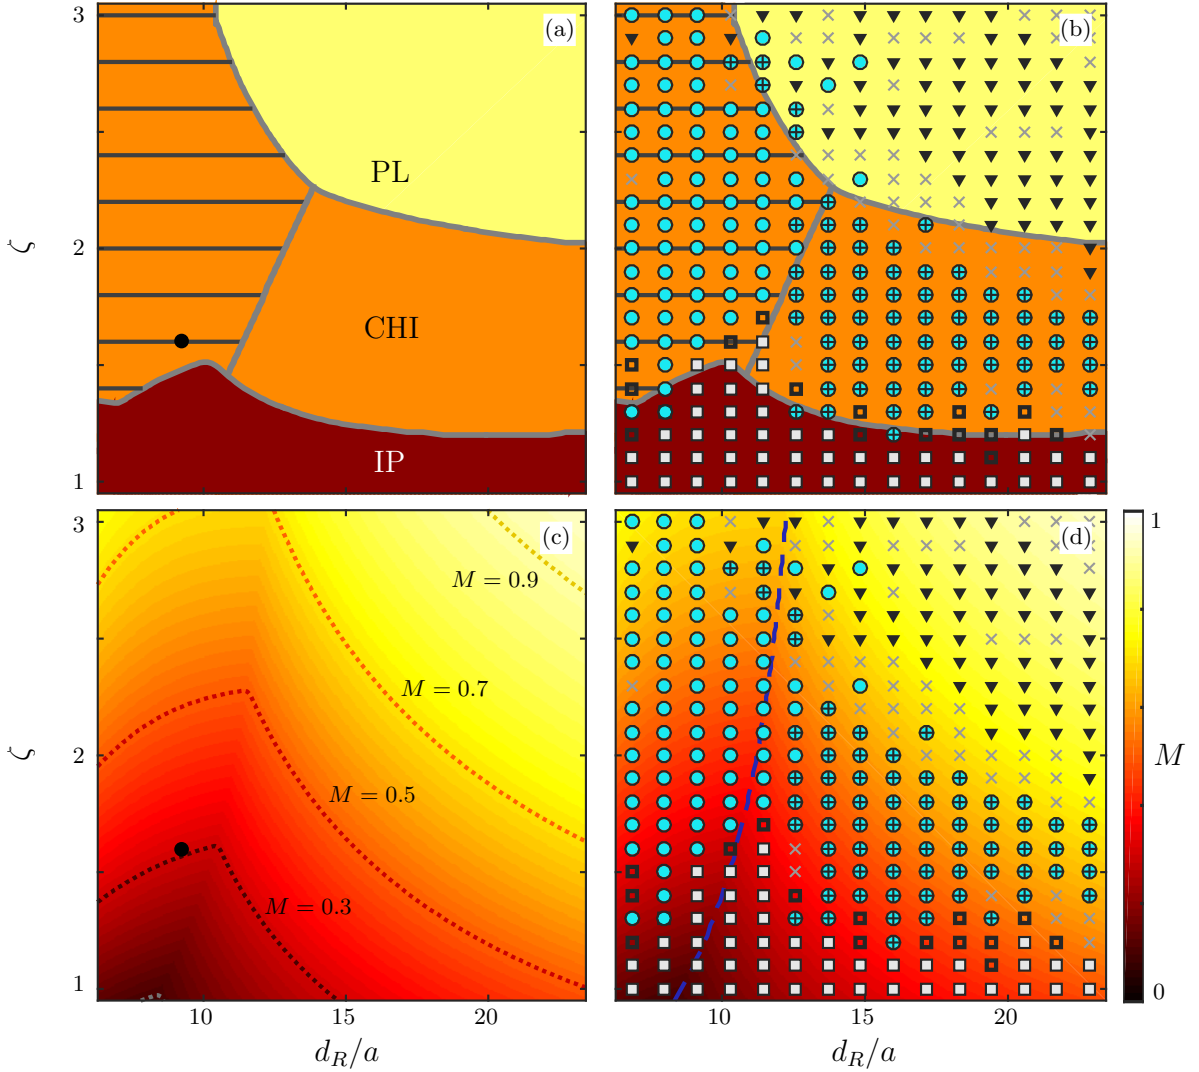 3
(a)
(b)
PL
ζ
2
CHI
IP
1
3
(c)
(d)
1
M = 0.9
M = 0.7
ζ
2
M
M = 0.5
M = 0.3
1
0
10
15
20
10
15
20
d_R/a
d_R/a